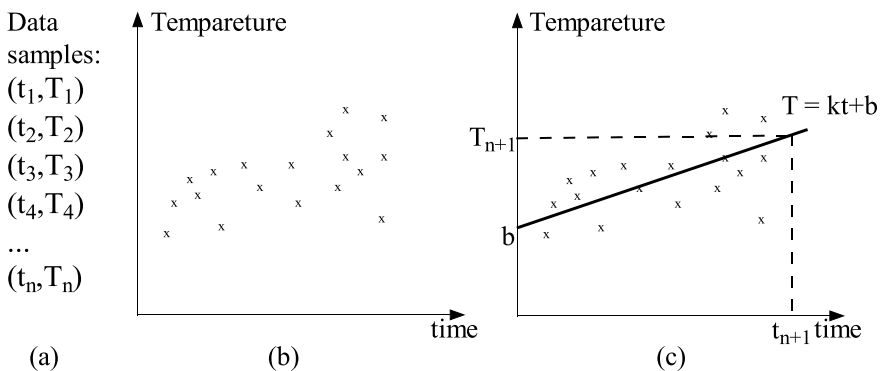 Data
samples:
(t1,T1)
(t2,T2)
(t3,T3)
(t4,T4)
...
(tn,Tn)
(a)
Tempareture
x x x x x x x x x x x x x x x x x x
time
(b)
Tempareture
T = kt+b
Tn+1
b
x x x x x x x x x x x x x x x x x x
tn+1 time
(c)